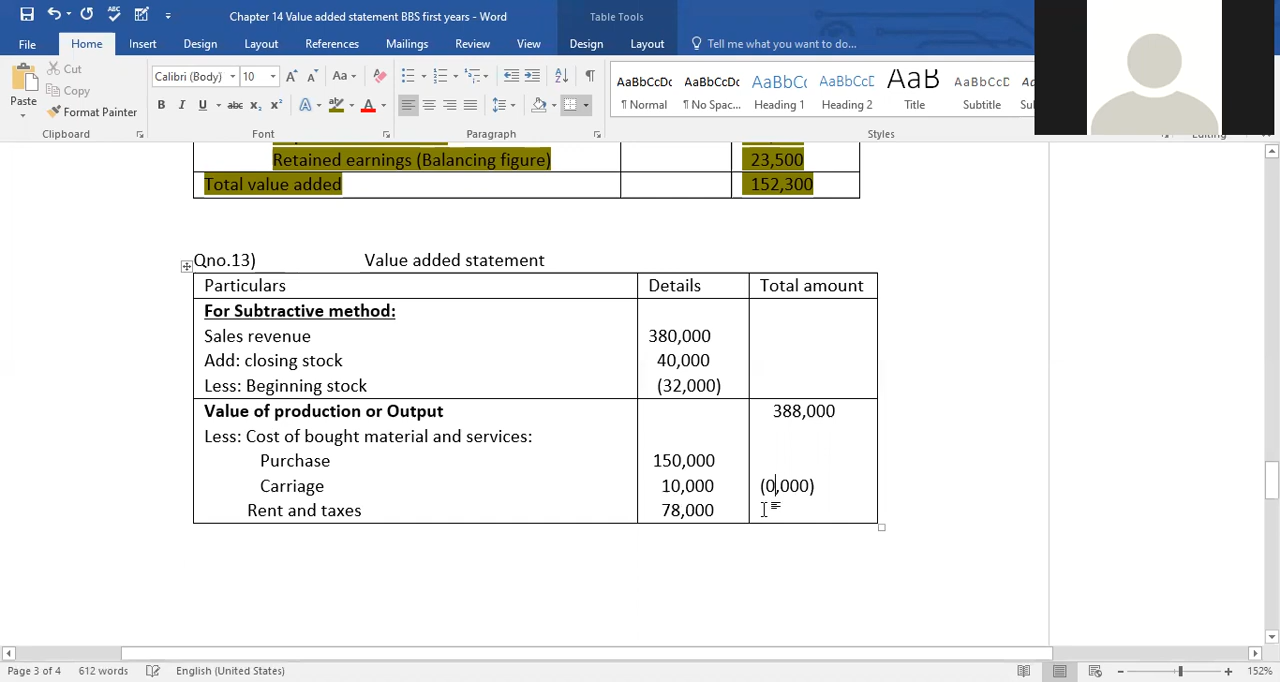 Chapter 14 Value added statement BBS first years - Word
Table Tools
File Home Insert Design Layout References Mailings Review View Design Layout Tell me what you want to do...
Paste
Cut
Copy
Format Painter
Clipboard
Calibri (Body) 10
Font
Paragraph
AaBbCcDc AaBbCcDc AaBbCc AaBbCcD AaB AaBbCcD
¶ Normal ¶ No Spac... Heading 1 Heading 2 Title Subtitle
Styles
Retained earnings (Balancing figure) 23,500
Total value added 152,300
Qno.13) Value added statement
Particulars Details Total amount
For Subtractive method:
Sales revenue 380,000
Add: closing stock 40,000
Less: Beginning stock (32,000)
Value of production or Output 388,000
Less: Cost of bought material and services:
Purchase 150,000
Carriage 10,000 (0,000)
Rent and taxes 78,000
Page 3 of 4 612 words English (United States) 152%